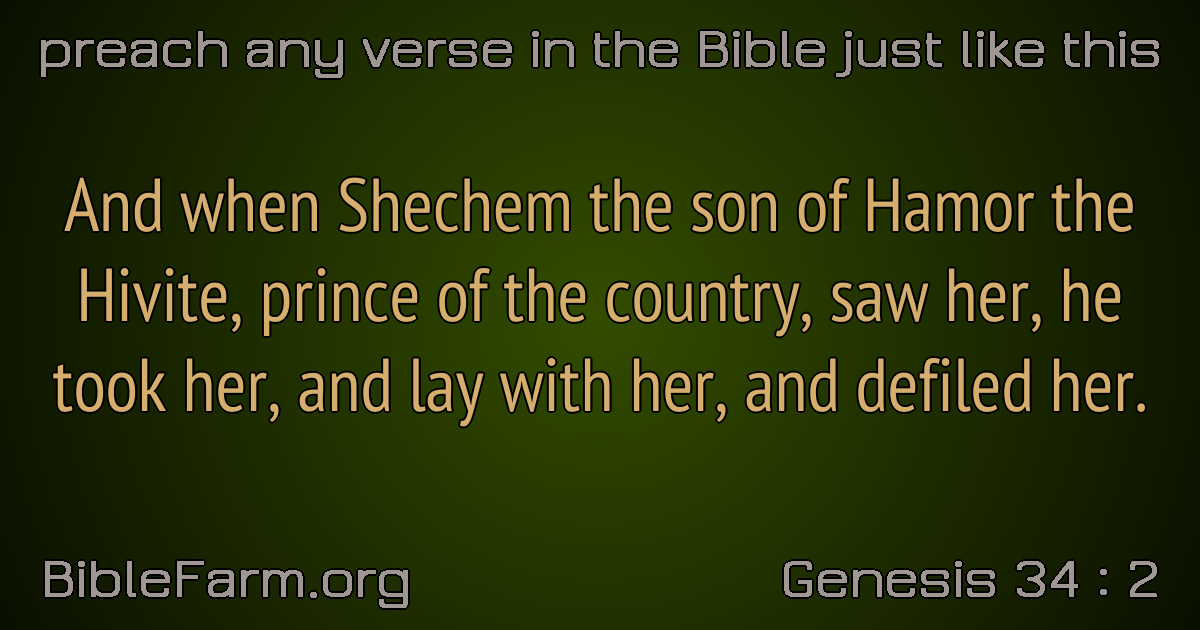 preach any verse in the Bible just like this
And when Shechem the son of Hamor the
Hivite, prince of the country, saw her, he
took her, and lay with her, and defiled her.
BibleFarm.org
Genesis 34 : 2